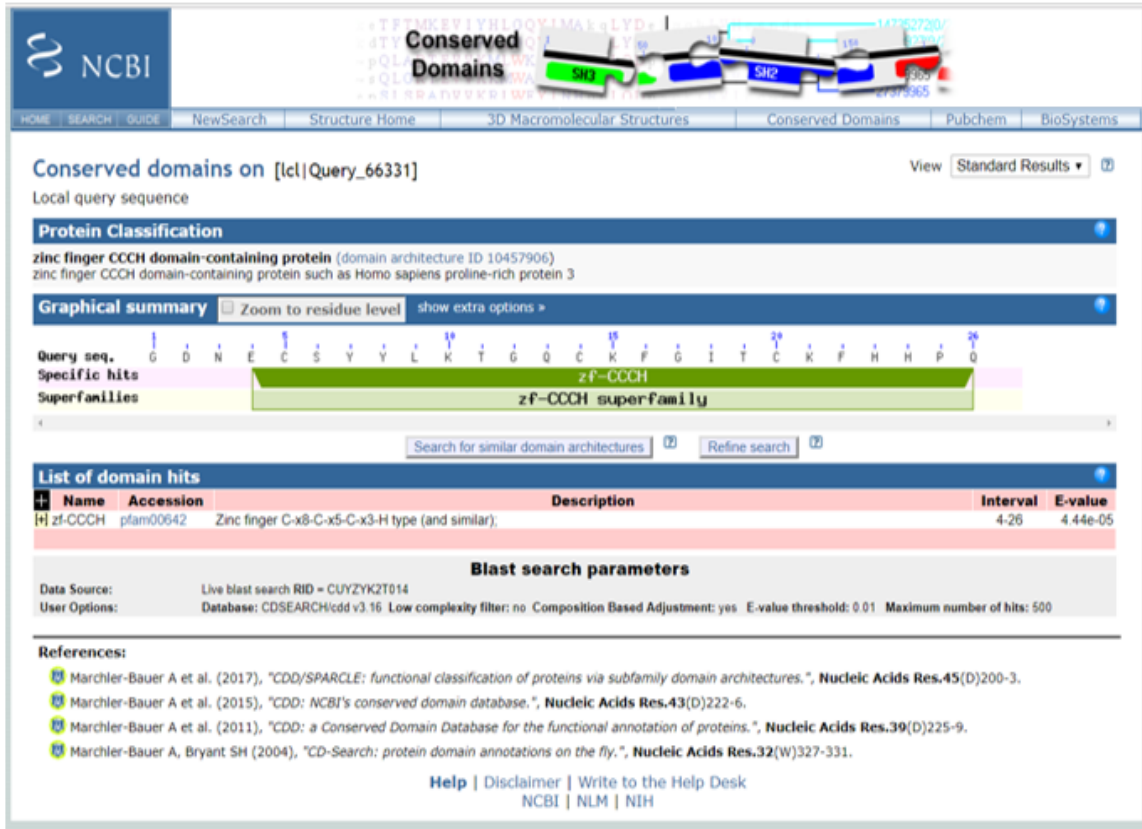 NCBI
Conserved
Domains
SH3
SH2
HOME SEARCH GUIDE NewSearch Structure Home 3D Macromolecular Structures Conserved Domains Pubchem BioSystems
Conserved domains on [lcl|Query_66331]
View Standard Results
Local query sequence
Protein Classification
zinc finger CCCH domain-containing protein (domain architecture ID 10457906)
zinc finger CCCH domain-containing protein such as Homo sapiens proline-rich protein 3
Graphical summary Zoom to residue level show extra options »
1 5 10 15 20 26
Query seq. G D N E C S Y Y L K T G Q C K F G I T C K F H H P Q
Specific hits zf-CCCH
Superfamilies zf-CCCH superfamily
Search for similar domain architectures Refine search
List of domain hits
Name Accession Description Interval E-value
[+] zf-CCCH pfam00642 Zinc finger C-x8-C-x5-C-x3-H type (and similar); 4-26 4.44e-05
Blast search parameters
Data Source: Live blast search RID = CUYZYK2T014
User Options: Database: CDSEARCH/cdd v3.16 Low complexity filter: no Composition Based Adjustment: yes E-value threshold: 0.01 Maximum number of hits: 500
References:
Marchler-Bauer A et al. (2017), "CDD/SPARCLE: functional classification of proteins via subfamily domain architectures.", Nucleic Acids Res.45(D)200-3.
Marchler-Bauer A et al. (2015), "CDD: NCBI's conserved domain database.", Nucleic Acids Res.43(D)222-6.
Marchler-Bauer A et al. (2011), "CDD: a Conserved Domain Database for the functional annotation of proteins.", Nucleic Acids Res.39(D)225-9.
Marchler-Bauer A, Bryant SH (2004), "CD-Search: protein domain annotations on the fly.", Nucleic Acids Res.32(W)327-331.
Help | Disclaimer | Write to the Help Desk
NCBI | NLM | NIH